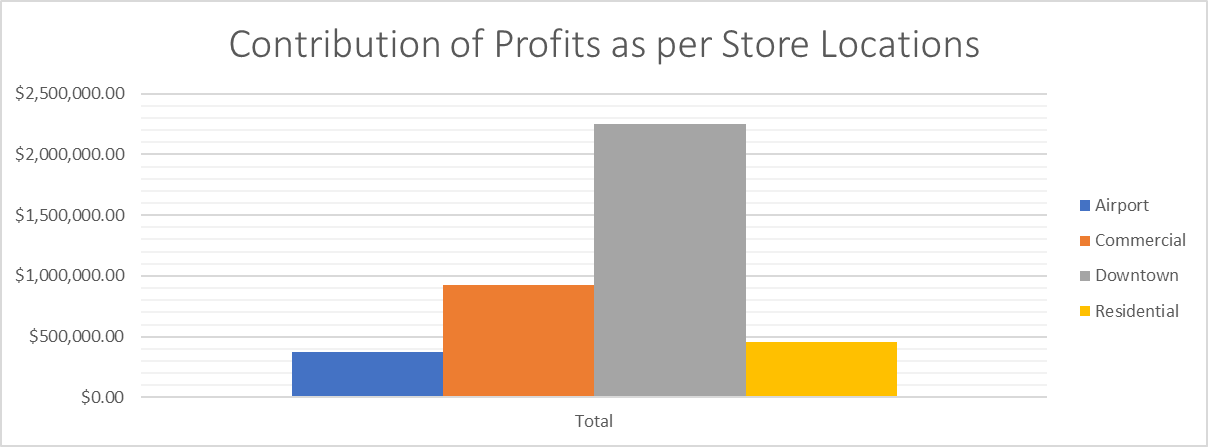 Contribution of Profits as per Store Locations
$2,500,000.00
$2,000,000.00
$1,500,000.00
$1,000,000.00
$500,000.00
$0.00
Total
Airport
Commercial
Downtown
Residential